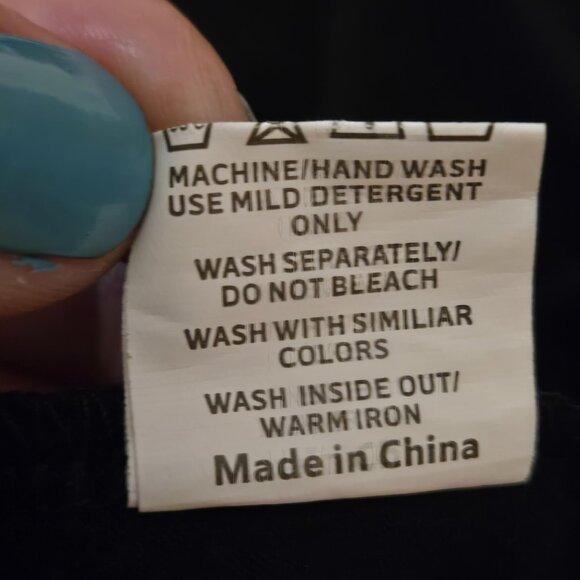 MACHINE/HAND WASH
USE MILD DETERGENT
ONLY
WASH SEPARATELY/
DO NOT BLEACH
WASH WITH SIMILIAR
COLORS
WASH INSIDE OUT/
WARM IRON
Made in China